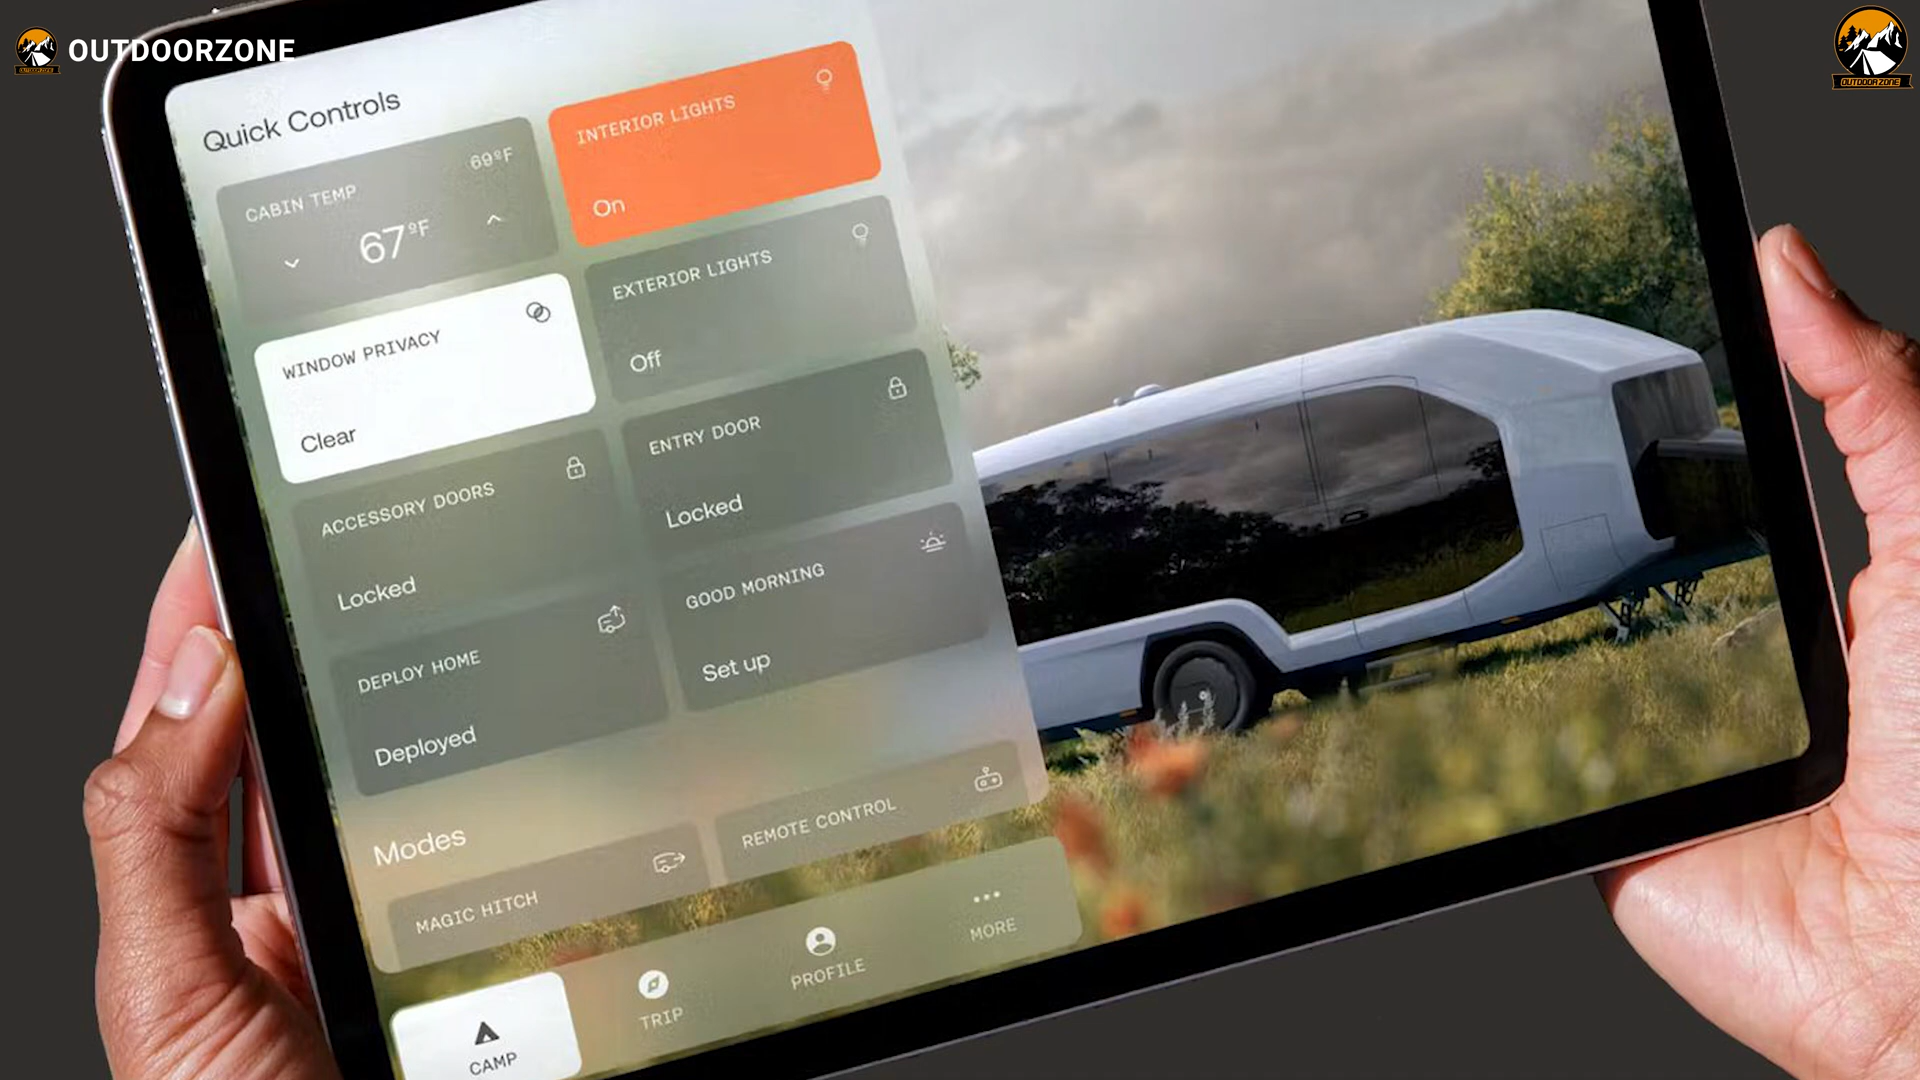 OUTDOORZONE
OUTDOORZONE
OUTDOORZONE
Quick Controls
CABIN TEMP
69°F
67°F
INTERIOR LIGHTS
On
WINDOW PRIVACY
Clear
EXTERIOR LIGHTS
Off
ACCESSORY DOORS
Locked
ENTRY DOOR
Locked
DEPLOY HOME
Deployed
GOOD MORNING
Set up
Modes
MAGIC HITCH
REMOTE CONTROL
CAMP
TRIP
PROFILE
MORE